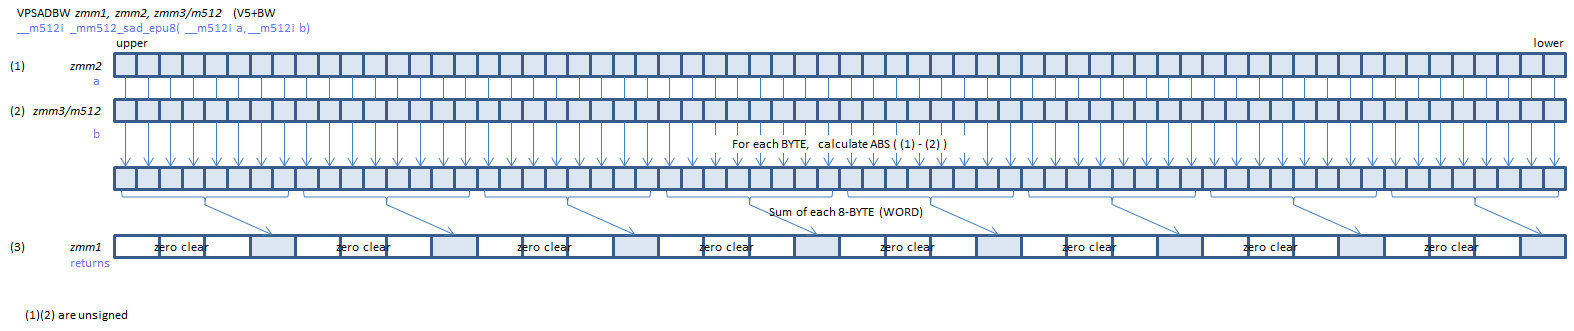 VPSADBW zmm1, zmm2, zmm3/m512 (V5+BW
__m512i _mm512_sad_epu8( __m512i a, __m512i b)
upper lower
(1) zmm2
a
(2) zmm3/m512
b
For each BYTE, calculate ABS ( (1) - (2) )
Sum of each 8-BYTE (WORD)
(3) zmm1 zero clear zero clear zero clear zero clear zero clear zero clear zero clear zero clear
returns
(1)(2) are unsigned